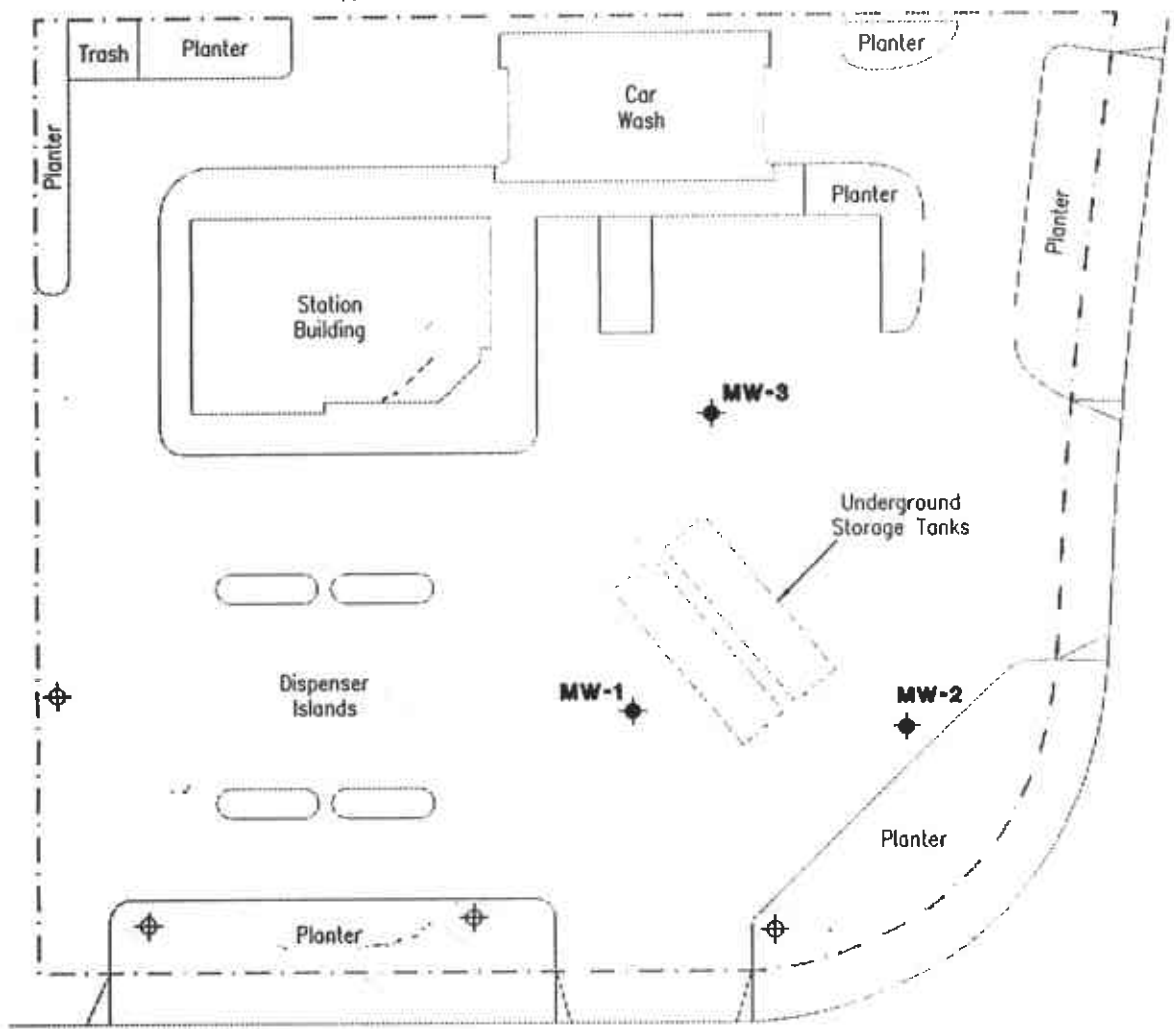 Trash
Planter
Planter
Car
Wash
Planter
Planter
Planter
Station
Building
MW-3
Underground
Storage Tanks
Dispenser
Islands
MW-1
MW-2
Planter
Planter